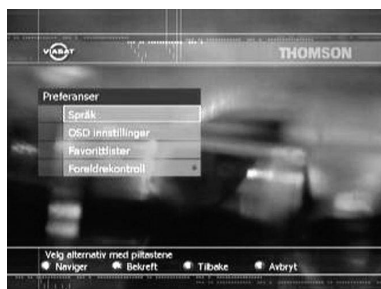 VIASAT
THOMSON
Preferanser
Språk
OSD innstillinger
Favorittlister
Foreldrekontroll
Velg alternativ med piltastene
Naviger Bekreft Tilbake Avbryt